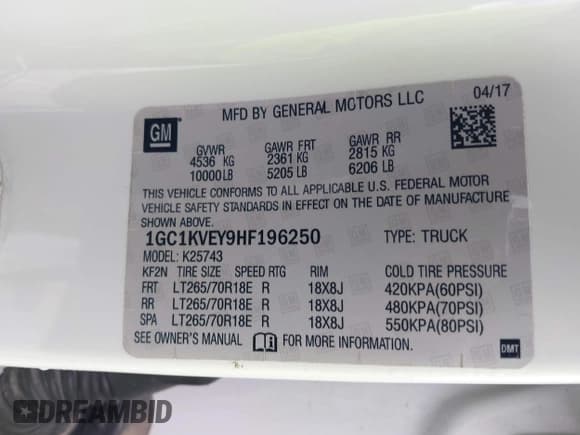 MFD BY GENERAL MOTORS LLC 04/17
GM
GVWR GAWR FRT GAWR RR
4536 KG 2361 KG 2815 KG
10000 LB 5205 LB 6206 LB
THIS VEHICLE CONFORMS TO ALL APPLICABLE U.S. FEDERAL MOTOR
VEHICLE SAFETY STANDARDS IN EFFECT ON THE DATE OF MANUFACTURE
SHOWN ABOVE.
1GC1KVEY9HF196250 TYPE: TRUCK
MODEL: K25743
KF2N TIRE SIZE SPEED RTG RIM COLD TIRE PRESSURE
FRT LT265/70R18E R 18X8J 420KPA(60PSI)
RR LT265/70R18E R 18X8J 480KPA(70PSI)
SPA LT265/70R18E R 18X8J 550KPA(80PSI)
SEE OWNER'S MANUAL FOR MORE INFORMATION
DMT
DREAMBID